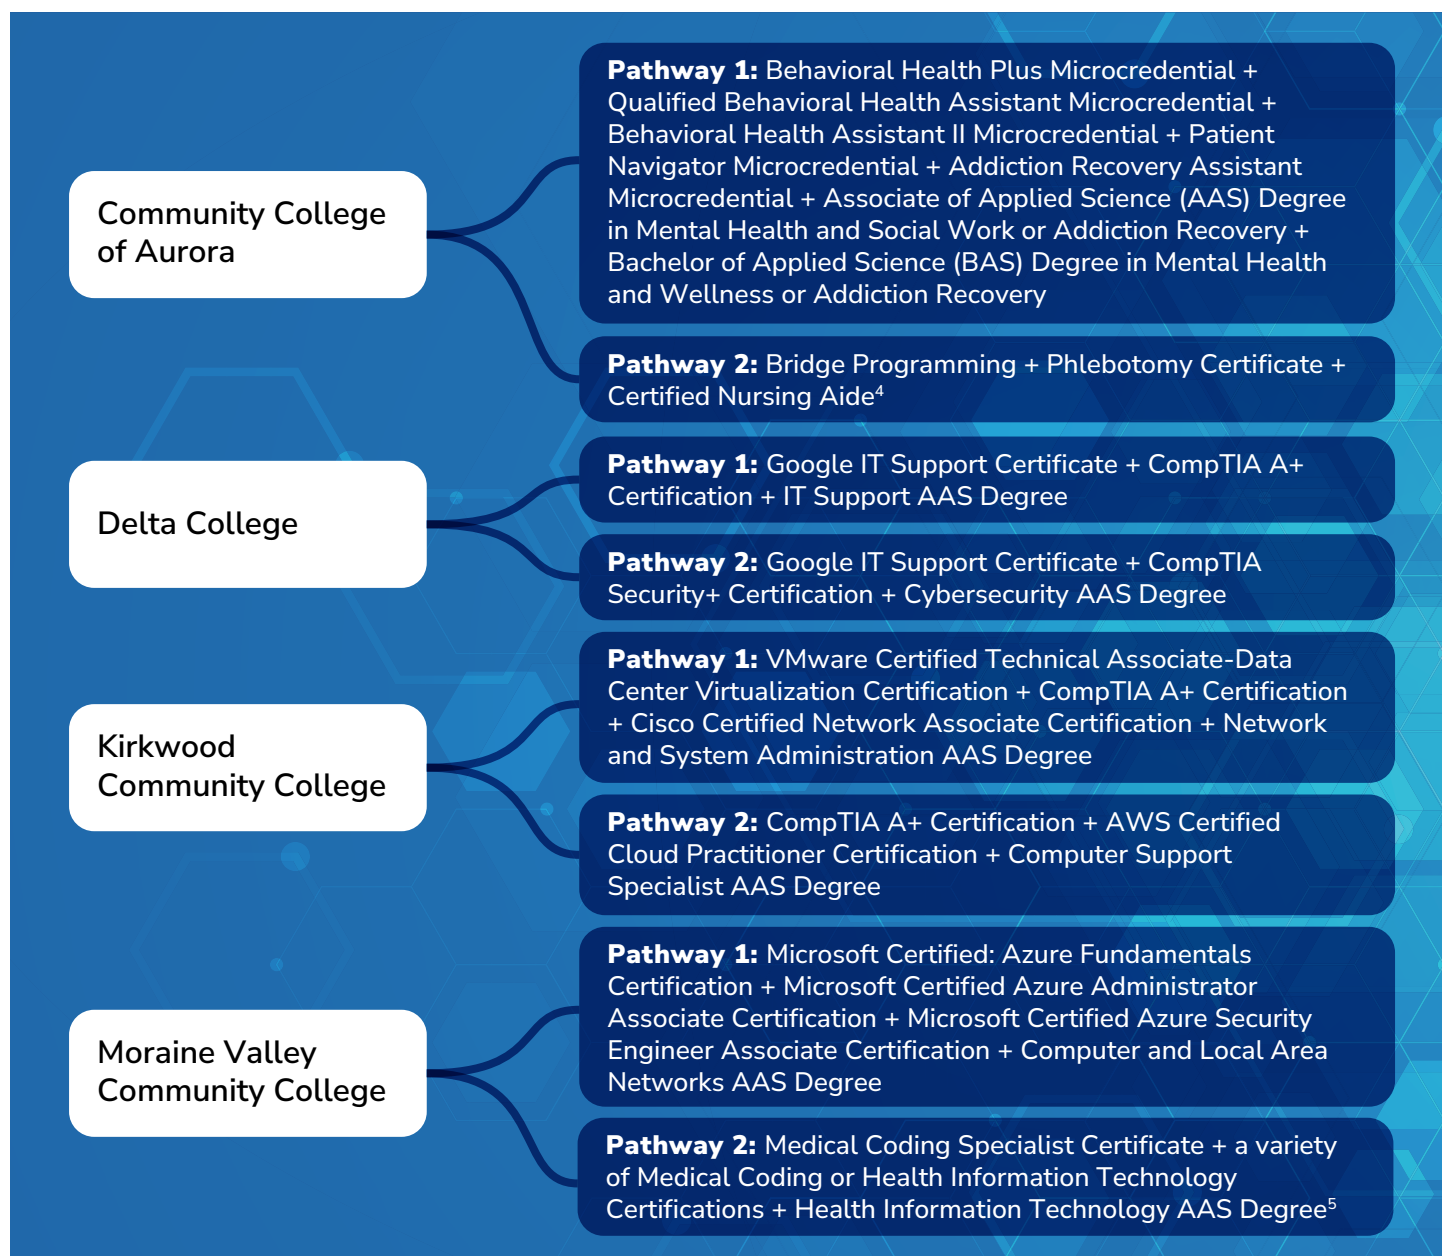 Community College
of Aurora
Pathway 1: Behavioral Health Plus Microcredential +
Qualified Behavioral Health Assistant Microcredential +
Behavioral Health Assistant II Microcredential + Patient
Navigator Microcredential + Addiction Recovery Assistant
Microcredential + Associate of Applied Science (AAS) Degree
in Mental Health and Social Work or Addiction Recovery +
Bachelor of Applied Science (BAS) Degree in Mental Health
and Wellness or Addiction Recovery
Pathway 2: Bridge Programming + Phlebotomy Certificate +
Certified Nursing Aide⁴
Delta College
Pathway 1: Google IT Support Certificate + CompTIA A+
Certification + IT Support AAS Degree
Pathway 2: Google IT Support Certificate + CompTIA
Security+ Certification + Cybersecurity AAS Degree
Kirkwood
Community College
Pathway 1: VMware Certified Technical Associate-Data
Center Virtualization Certification + CompTIA A+ Certification
+ Cisco Certified Network Associate Certification + Network
and System Administration AAS Degree
Pathway 2: CompTIA A+ Certification + AWS Certified
Cloud Practitioner Certification + Computer Support
Specialist AAS Degree
Moraine Valley
Community College
Pathway 1: Microsoft Certified: Azure Fundamentals
Certification + Microsoft Certified Azure Administrator
Associate Certification + Microsoft Certified Azure Security
Engineer Associate Certification + Computer and Local Area
Networks AAS Degree
Pathway 2: Medical Coding Specialist Certificate + a variety
of Medical Coding or Health Information Technology
Certifications + Health Information Technology AAS Degree⁵